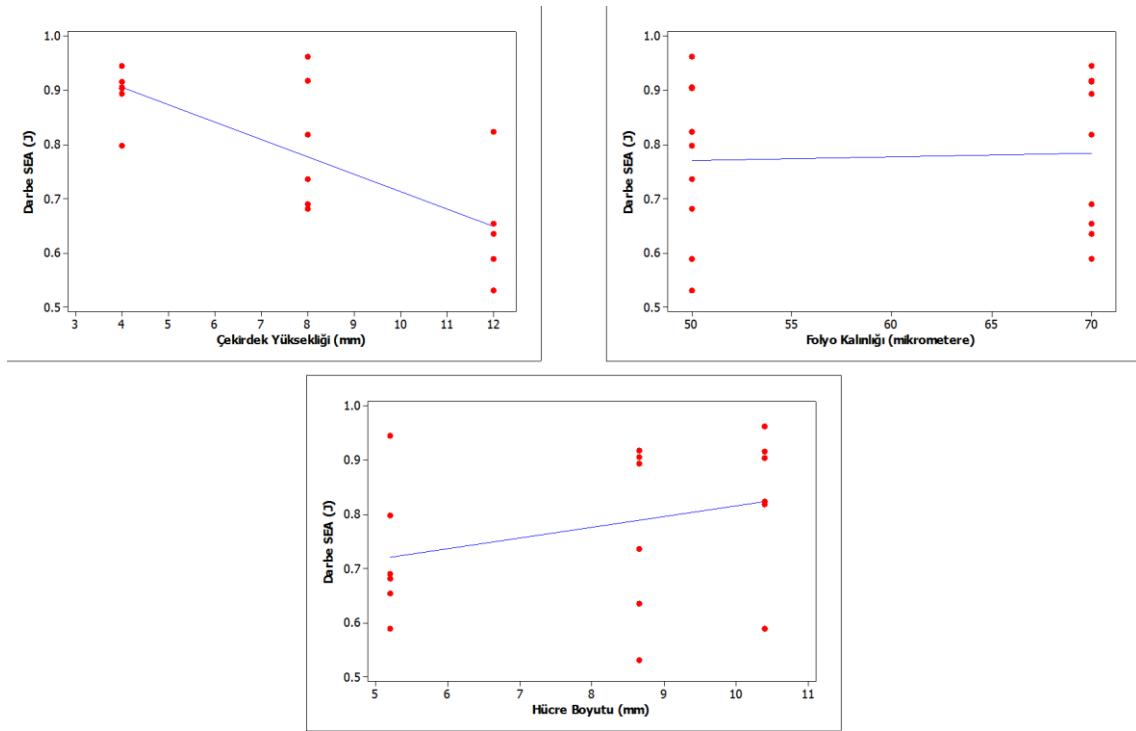 1.0
0.9
0.8
0.7
0.6
0.5
Darbe SEA (J)
3 4 5 6 7 8 9 10 11 12
Çekirdek Yüksekliği (mm)
1.0
0.9
0.8
0.7
0.6
0.5
Darbe SEA (J)
50 55 60 65 70
Folyo Kalınlığı (mikrometere)
1.0
0.9
0.8
0.7
0.6
0.5
Darbe SEA (J)
5 6 7 8 9 10 11
Hücre Boyutu (mm)